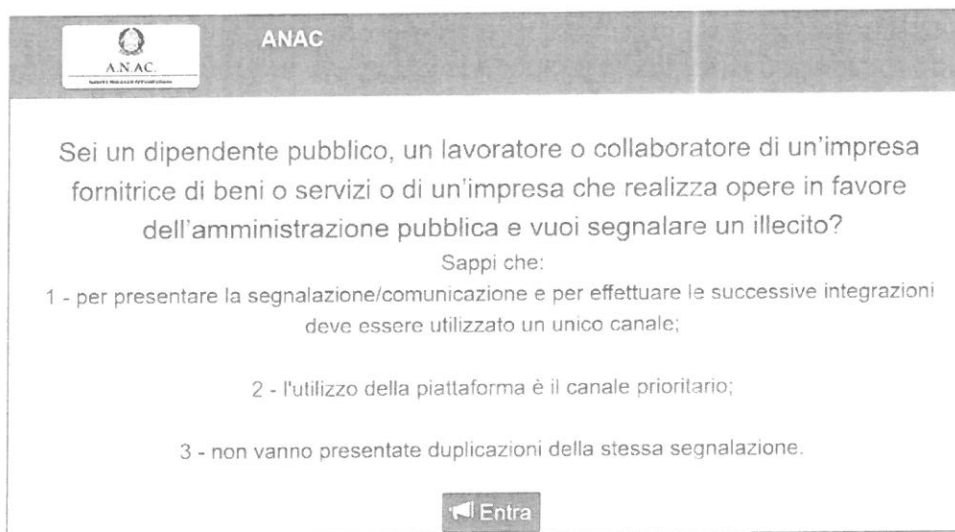 ANAC
A.N.AC.
Sei un dipendente pubblico, un lavoratore o collaboratore di un'impresa
fornitrice di beni o servizi o di un'impresa che realizza opere in favore
dell'amministrazione pubblica e vuoi segnalare un illecito?
Sappi che:
1 - per presentare la segnalazione/comunicazione e per effettuare le successive integrazioni
deve essere utilizzato un unico canale;
2 - l'utilizzo della piattaforma è il canale prioritario;
3 - non vanno presentate duplicazioni della stessa segnalazione.
Entra